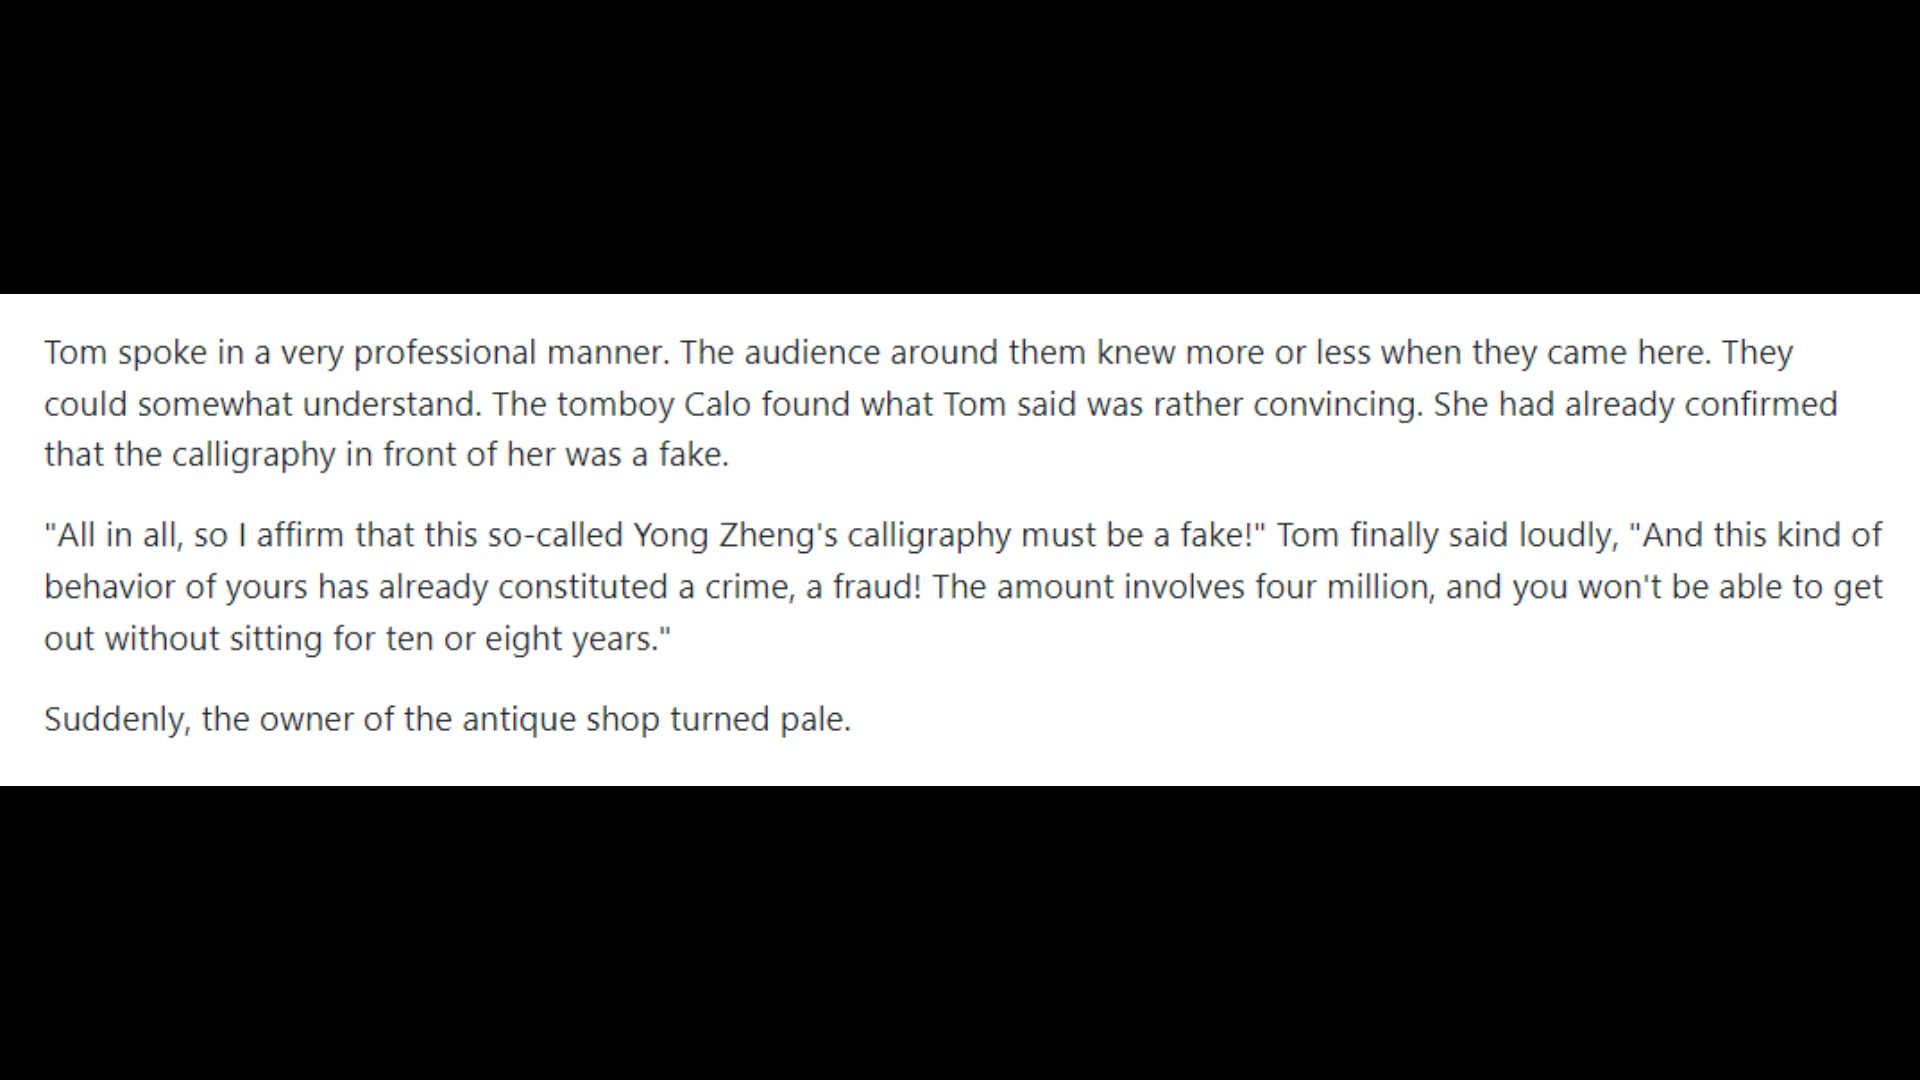 Tom spoke in a very professional manner. The audience around them knew more or less when they came here. They
could somewhat understand. The tomboy Calo found what Tom said was rather convincing. She had already confirmed
that the calligraphy in front of her was a fake.
"All in all, so I affirm that this so-called Yong Zheng's calligraphy must be a fake!" Tom finally said loudly, "And this kind of
behavior of yours has already constituted a crime, a fraud! The amount involves four million, and you won't be able to get
out without sitting for ten or eight years."
Suddenly, the owner of the antique shop turned pale.